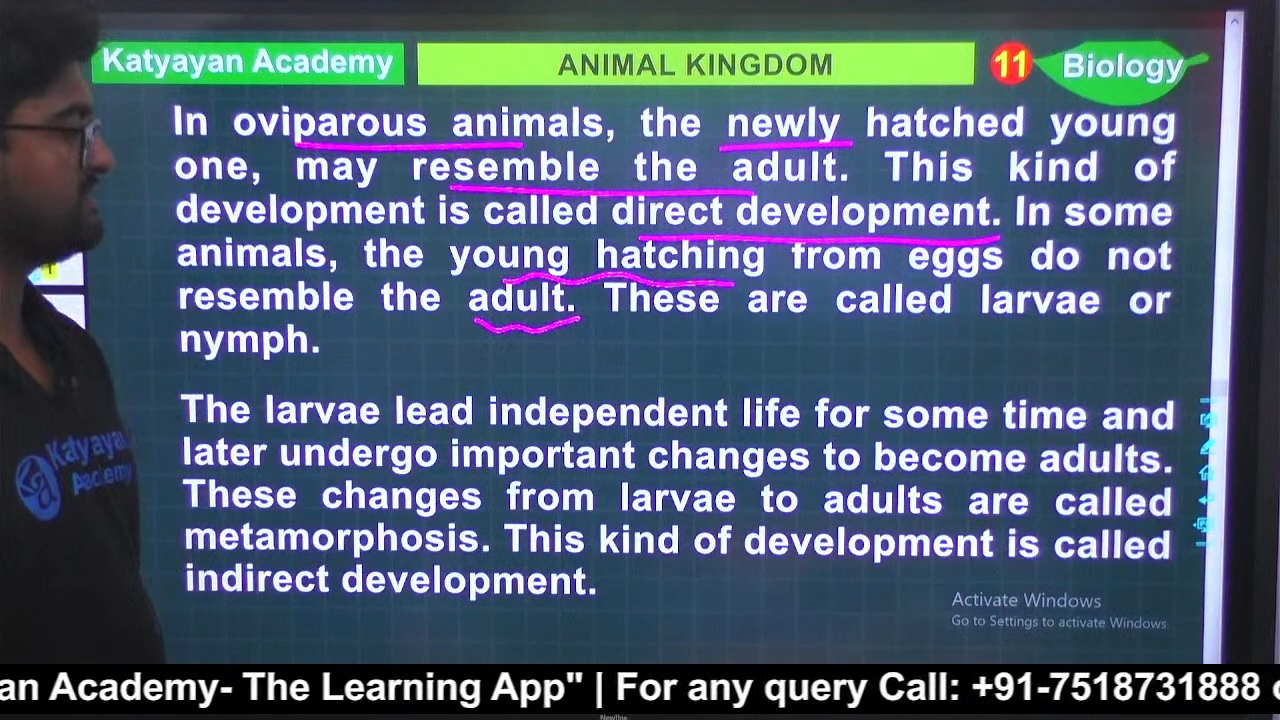 Katyayan Academy
ANIMAL KINGDOM
11 Biology
In oviparous animals, the newly hatched young
one, may resemble the adult. This kind of
development is called direct development. In some
animals, the young hatching from eggs do not
resemble the adult. These are called larvae or
nymph.
The larvae lead independent life for some time and
later undergo important changes to become adults.
These changes from larvae to adults are called
metamorphosis. This kind of development is called
indirect development.
Katyayan
Academy
Activate Windows
Go to Settings to activate Windows.
an Academy- The Learning App" | For any query Call: +91-7518731888